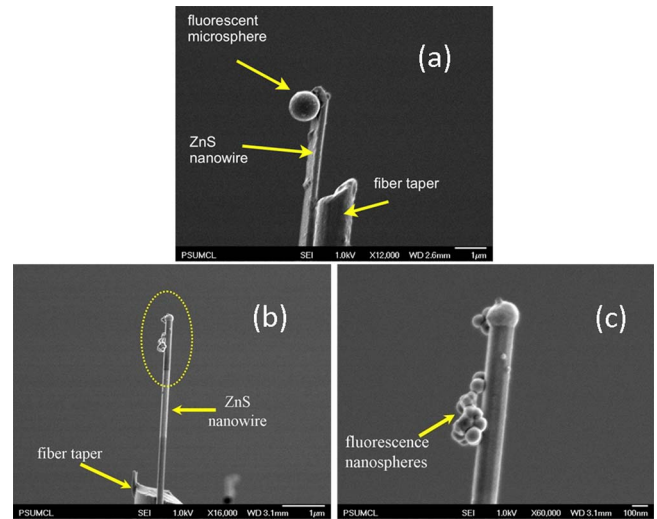 fluorescent
microsphere
(a)
ZnS
nanowire
fiber taper
PSUMCL SEI 1.0kV X12,000 WD 2.6mm 1μm
(b)
ZnS
nanowire
fiber taper
PSUMCL SEI 1.0kV X16,000 WD 3.1mm 1μm
(c)
fluorescence
nanospheres
PSUMCL SEI 1.0kV X60,000 WD 3.1mm 100nm